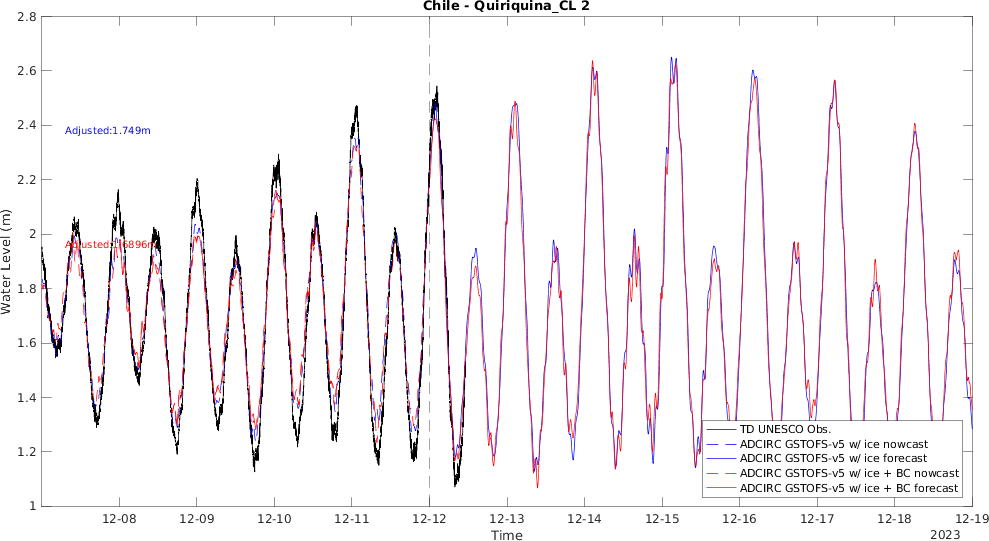 Chile - Quiriquina_CL 2
2.8
2.6
2.4
2.2
2
1.8
1.6
1.4
1.2
1
Water Level (m)
Adjusted:1.749m
Adjusted:1.6896m
TD UNESCO Obs.
ADCIRC GSTOFS-v5 w/ ice nowcast
ADCIRC GSTOFS-v5 w/ ice forecast
ADCIRC GSTOFS-v5 w/ ice + BC nowcast
ADCIRC GSTOFS-v5 w/ ice + BC forecast
12-08 12-09 12-10 12-11 12-12 12-13 12-14 12-15 12-16 12-17 12-18 12-19
Time
2023